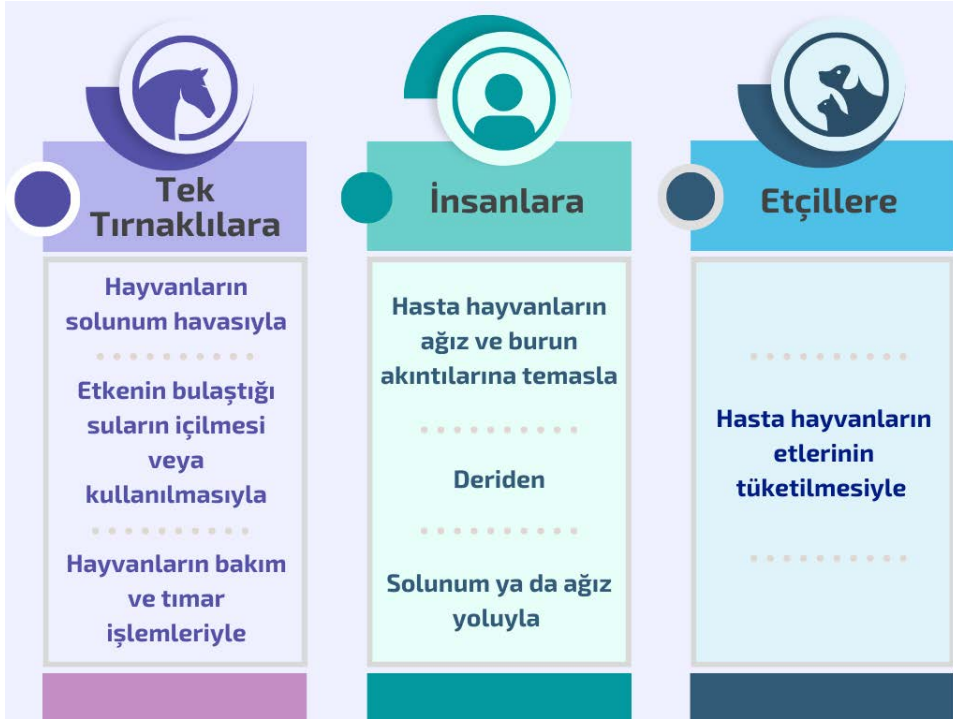 Tek
Tırnaklılara
Hayvanların
solunum havasıyla
Etkenin bulaştığı
suların içilmesi
veya
kullanılmasıyla
Hayvanların bakım
ve tımar
işlemleriyle
İnsanlara
Hasta hayvanların
ağız ve burun
akıntılarına temasla
Deriden
Solunum ya da ağız
yoluyla
Etçillere
Hasta hayvanların
etlerinin
tüketilmesiyle